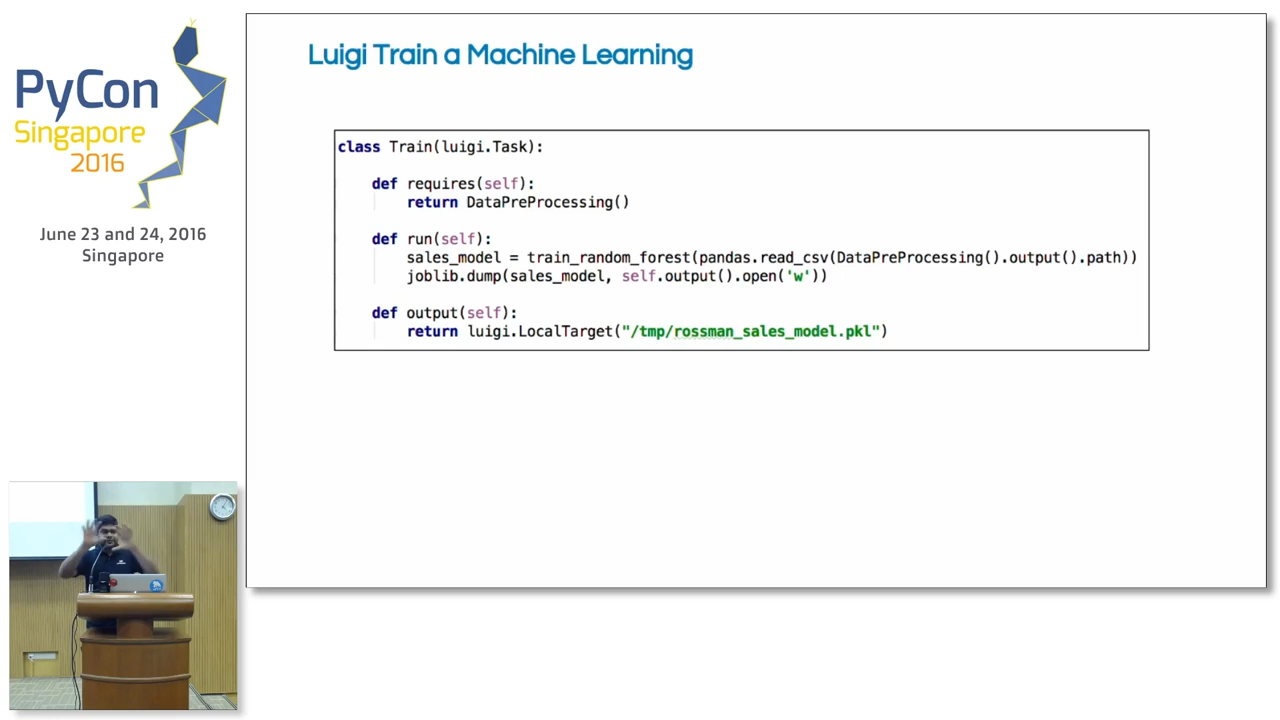 PyCon
Singapore
2016
June 23 and 24, 2016
Singapore
Luigi Train a Machine Learning
class Train(luigi.Task):
def requires(self):
return DataPreProcessing()
def run(self):
sales_model = train_random_forest(pandas.read_csv(DataPreProcessing().output().path))
joblib.dump(sales_model, self.output().open('w'))
def output(self):
return luigi.LocalTarget("/tmp/rossman_sales_model.pkl")